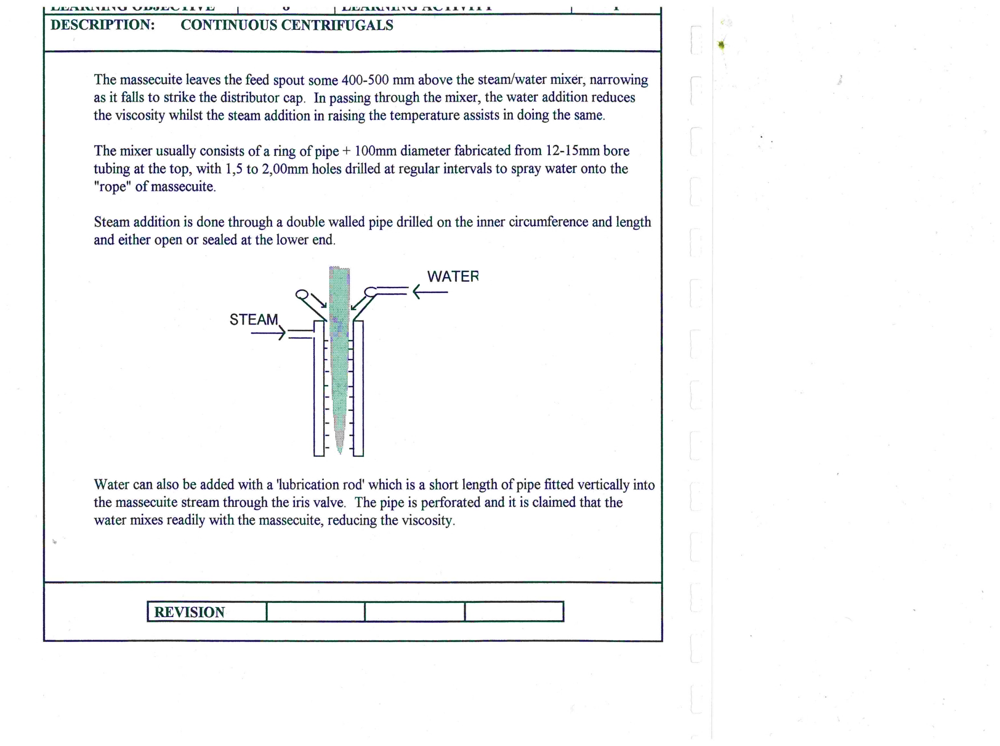 LEARNING OBJECTIVE LEARNING ACTIVITY
DESCRIPTION: CONTINUOUS CENTRIFUGALS
The massecuite leaves the feed spout some 400-500 mm above the steam/water mixer, narrowing
as it falls to strike the distributor cap. In passing through the mixer, the water addition reduces
the viscosity whilst the steam addition in raising the temperature assists in doing the same.
The mixer usually consists of a ring of pipe + 100mm diameter fabricated from 12-15mm bore
tubing at the top, with 1,5 to 2,00mm holes drilled at regular intervals to spray water onto the
"rope" of massecuite.
Steam addition is done through a double walled pipe drilled on the inner circumference and length
and either open or sealed at the lower end.
WATER
STEAM
Water can also be added with a 'lubrication rod' which is a short length of pipe fitted vertically into
the massecuite stream through the iris valve. The pipe is perforated and it is claimed that the
water mixes readily with the massecuite, reducing the viscosity.
REVISION